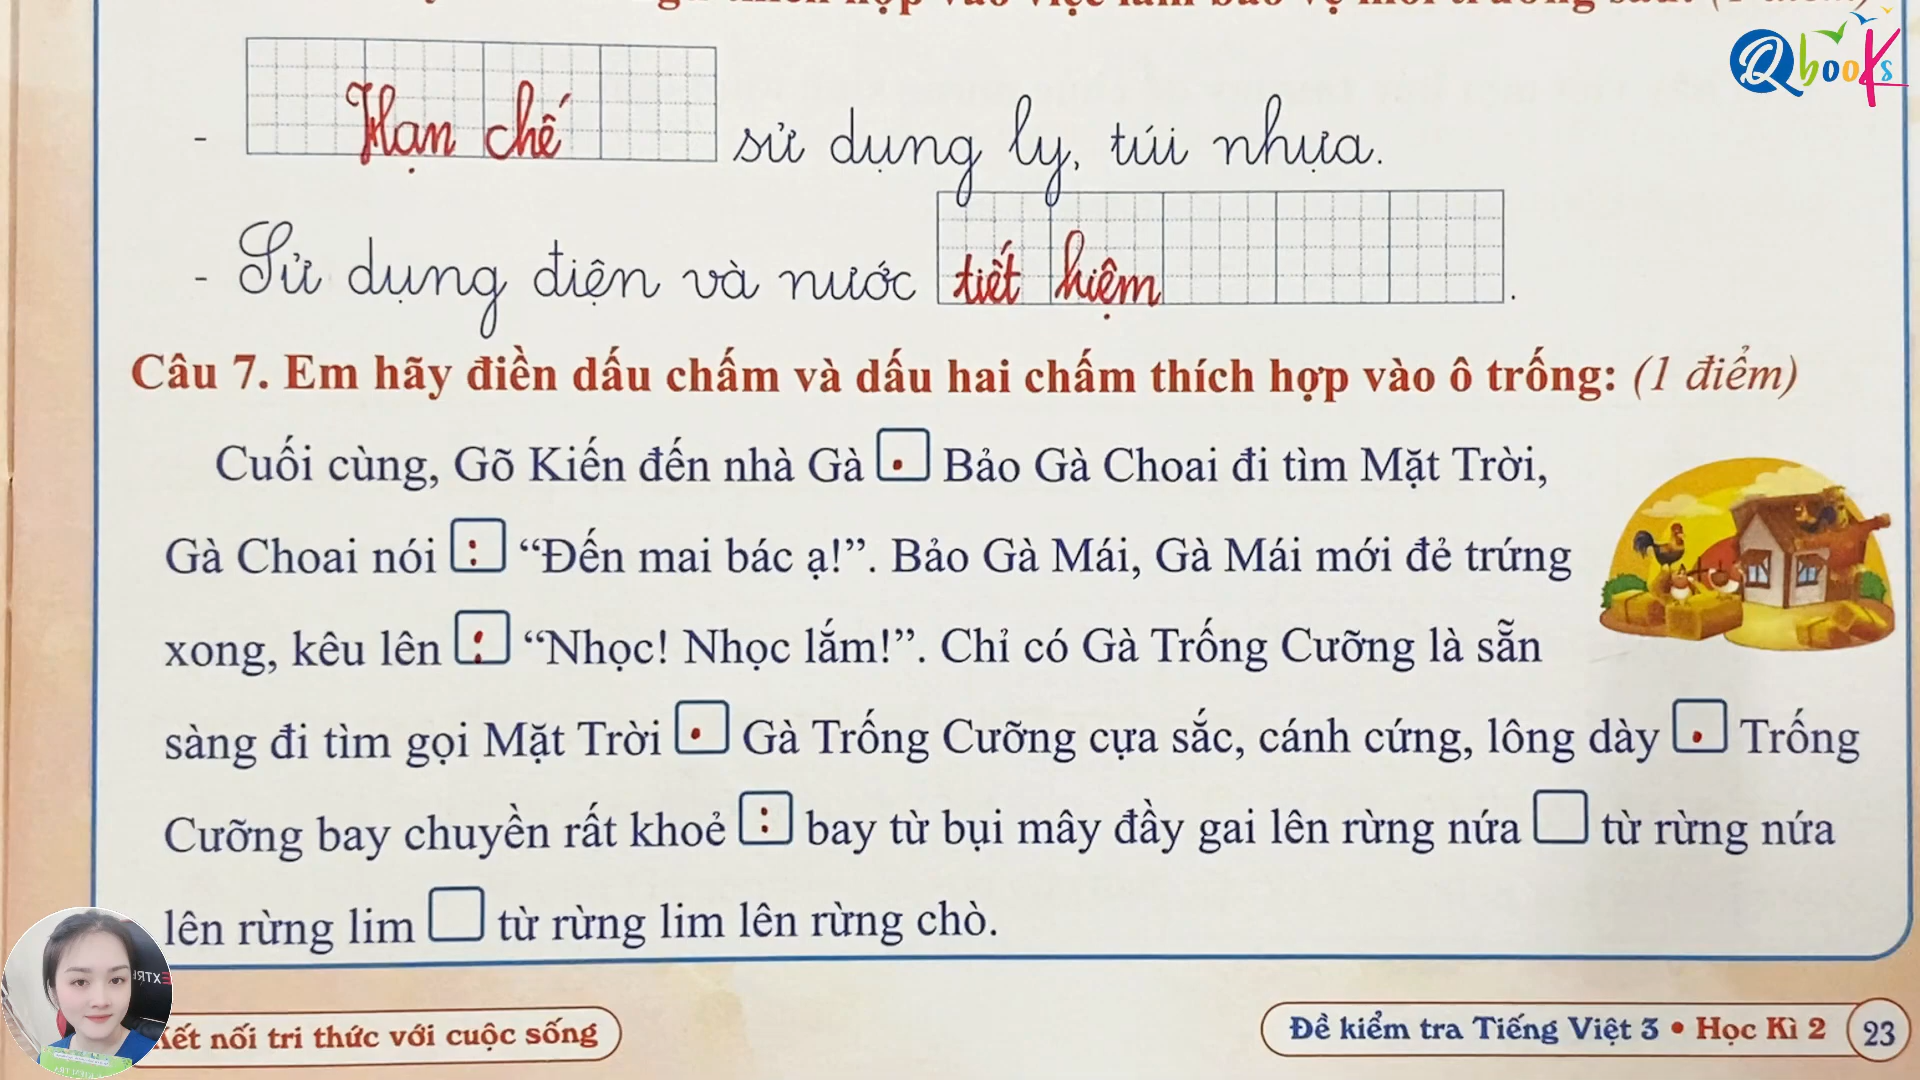 Qbooks
- Hạn chế sử dụng ly, túi nhựa.
- Sử dụng điện và nước tiết kiệm.
Câu 7. Em hãy điền dấu chấm và dấu hai chấm thích hợp vào ô trống: (1 điểm)
Cuối cùng, Gõ Kiến đến nhà Gà . Bảo Gà Choai đi tìm Mặt Trời,
Gà Choai nói : “Đến mai bác ạ!”. Bảo Gà Mái, Gà Mái mới đẻ trứng
xong, kêu lên : “Nhọc! Nhọc lắm!”. Chỉ có Gà Trống Cưỡng là sẵn
sàng đi tìm gọi Mặt Trời . Gà Trống Cưỡng cựa sắc, cánh cứng, lông dày . Trống
Cưỡng bay chuyền rất khoẻ : bay từ bụi mây đầy gai lên rừng nứa □ từ rừng nứa
lên rừng lim □ từ rừng lim lên rừng chò.
Kết nối tri thức với cuộc sống
Đề kiểm tra Tiếng Việt 3 • Học Kì 2 23